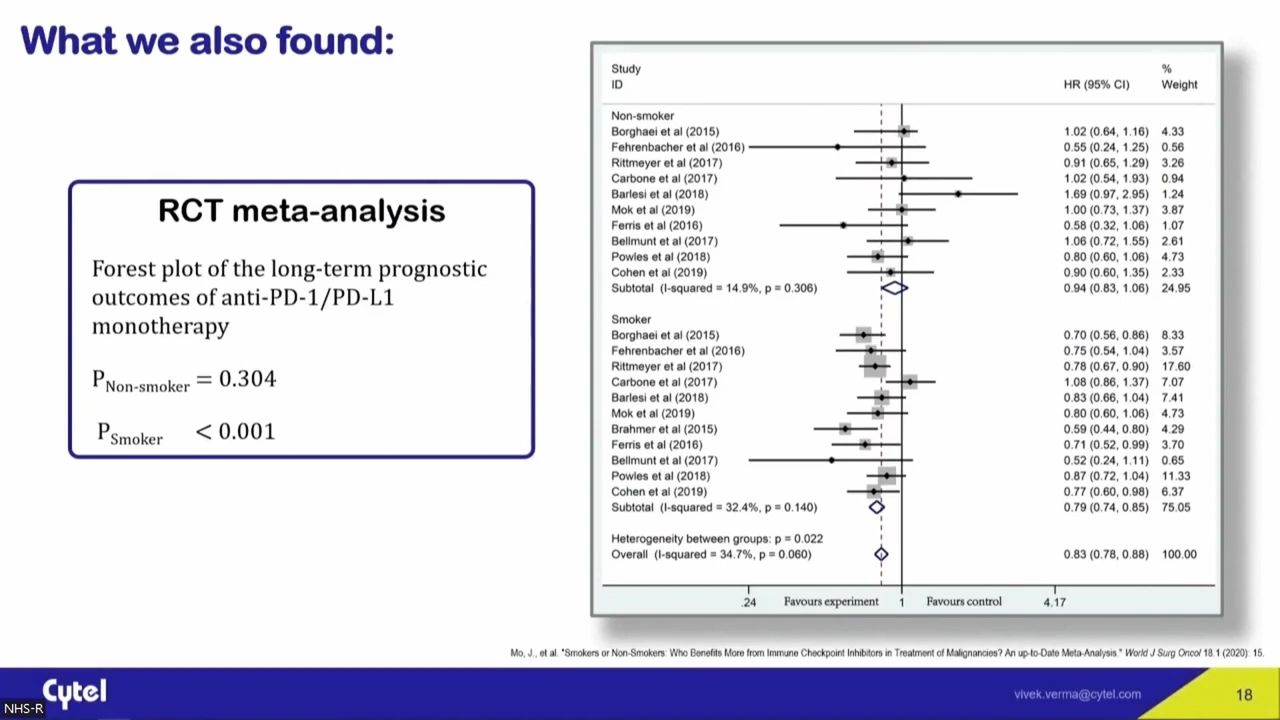 What we also found:
RCT meta-analysis
Forest plot of the long-term prognostic
outcomes of anti-PD-1/PD-L1
monotherapy
P Non-smoker = 0.304
P Smoker < 0.001
Study %
ID HR (95% CI) Weight
Non-smoker
Borghaei et al (2015) 1.02 (0.64, 1.16) 4.33
Fehrenbacher et al (2016) 0.55 (0.24, 1.25) 0.56
Rittmeyer et al (2017) 0.91 (0.65, 1.29) 3.26
Carbone et al (2017) 1.02 (0.54, 1.93) 0.94
Barlesi et al (2018) 1.69 (0.97, 2.95) 1.24
Mok et al (2019) 1.00 (0.73, 1.37) 3.87
Ferris et al (2016) 0.58 (0.32, 1.06) 1.07
Bellmunt et al (2017) 1.06 (0.72, 1.55) 2.61
Powles et al (2018) 0.80 (0.60, 1.06) 4.73
Cohen et al (2019) 0.90 (0.60, 1.35) 2.33
Subtotal (I-squared = 14.9%, p = 0.306) 0.94 (0.83, 1.06) 24.95
Smoker
Borghaei et al (2015) 0.70 (0.56, 0.86) 8.33
Fehrenbacher et al (2016) 0.75 (0.54, 1.04) 3.57
Rittmeyer et al (2017) 0.78 (0.67, 0.90) 17.60
Carbone et al (2017) 1.08 (0.86, 1.37) 7.07
Barlesi et al (2018) 0.83 (0.66, 1.04) 7.41
Mok et al (2019) 0.80 (0.60, 1.06) 4.73
Brahmer et al (2015) 0.59 (0.44, 0.80) 4.29
Ferris et al (2016) 0.71 (0.52, 0.99) 3.70
Bellmunt et al (2017) 0.52 (0.24, 1.11) 0.65
Powles et al (2018) 0.87 (0.72, 1.04) 11.33
Cohen et al (2019) 0.77 (0.60, 0.98) 6.37
Subtotal (I-squared = 32.4%, p = 0.140) 0.79 (0.74, 0.85) 75.05
Heterogeneity between groups: p = 0.022
Overall (I-squared = 34.7%, p = 0.060) 0.83 (0.78, 0.88) 100.00
.24 Favours experiment 1 Favours control 4.17
Mo, J., et al. "Smokers or Non-Smokers: Who Benefits More from Immune Checkpoint Inhibitors in Treatment of Malignancies? An up-to-Date Meta-Analysis." World J Surg Oncol 18.1 (2020): 15.
Cytel
NHS-R
vivek.verma@cytel.com
18